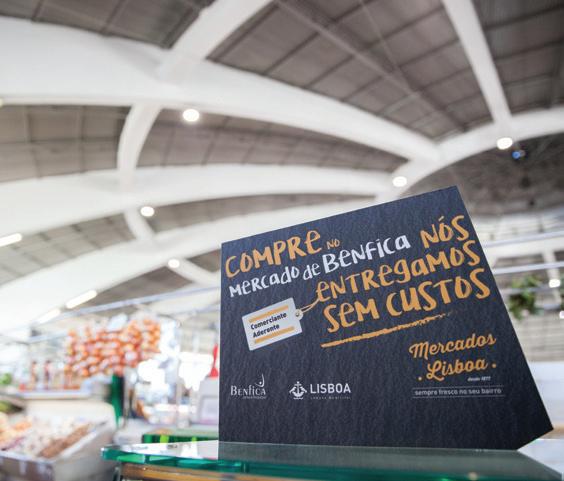 COMPRE NO
MERCADO DE BENFICA NÓS
ENTREGAMOS
SEM CUSTOS
Comerciante
Aderente
Mercados
Lisboa
desde 1877
sempre fresco no seu bairro
BENFICA
LISBOA
CÂMARA MUNICIPAL